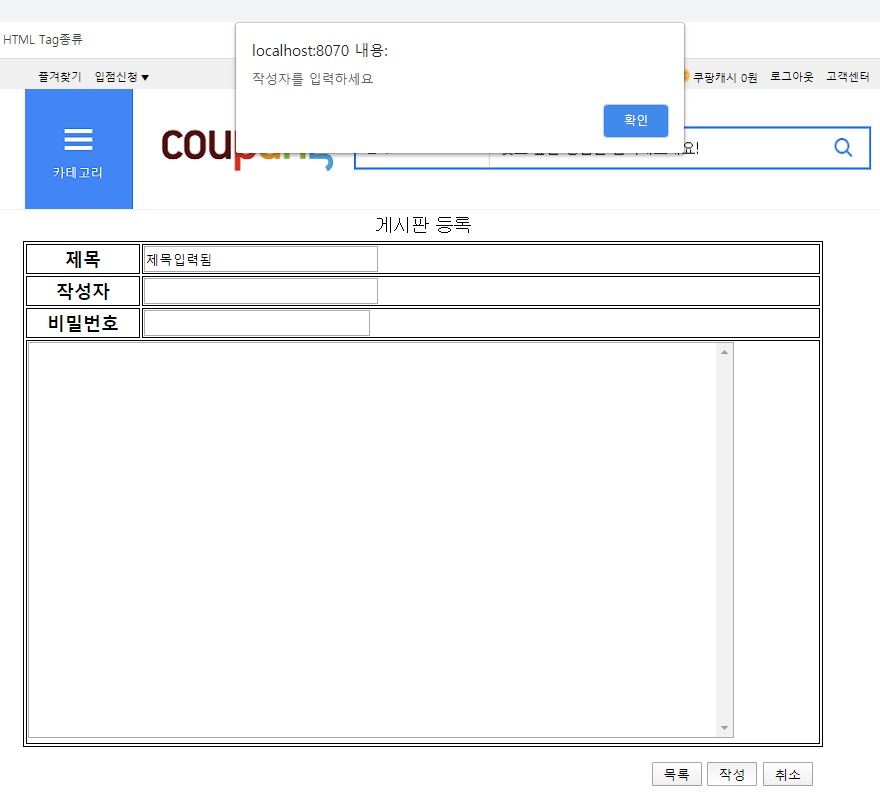 HTML Tag종류
localhost:8070 내용:
작성자를 입력하세요
확인
즐겨찾기 입점신청 ▼ 쿠팡캐시 0원 로그아웃 고객센터
카테고리
게시판 등록
제목 제목입력됨
작성자
비밀번호
목록 작성 취소